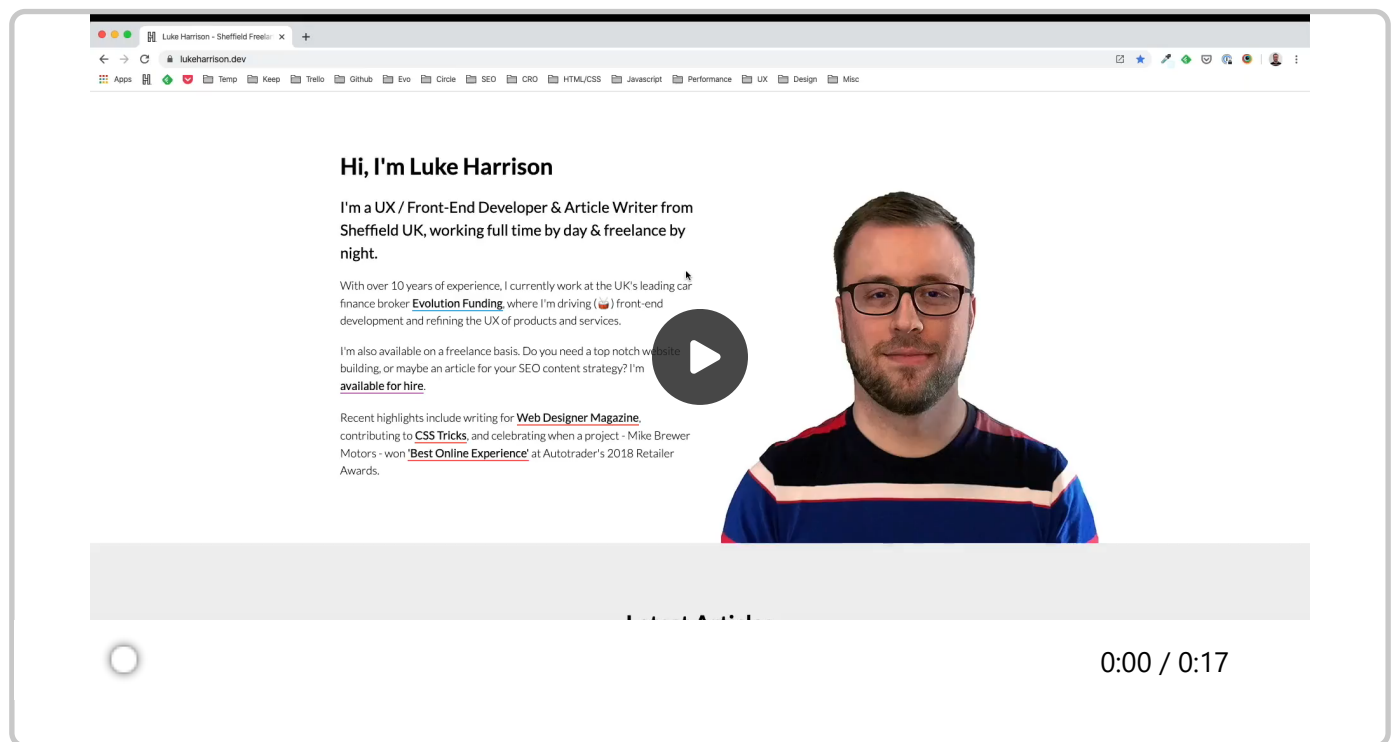 Luke Harrison - Sheffield Freelan
lukeharrison.dev
Apps Temp Keep Trello Github Evo Circle SEO CRO HTML/CSS Javascript Performance UX Design Misc
Hi, I'm Luke Harrison
I'm a UX / Front-End Developer & Article Writer from
Sheffield UK, working full time by day & freelance by
night.
With over 10 years of experience, I currently work at the UK's leading car
finance broker Evolution Funding, where I'm driving (🥁) front-end
development and refining the UX of products and services.
I'm also available on a freelance basis. Do you need a top notch website
building, or maybe an article for your SEO content strategy? I'm
available for hire.
Recent highlights include writing for Web Designer Magazine,
contributing to CSS Tricks, and celebrating when a project - Mike Brewer
Motors - won 'Best Online Experience' at Autotrader's 2018 Retailer
Awards.
Latest Articles
0:00 / 0:17